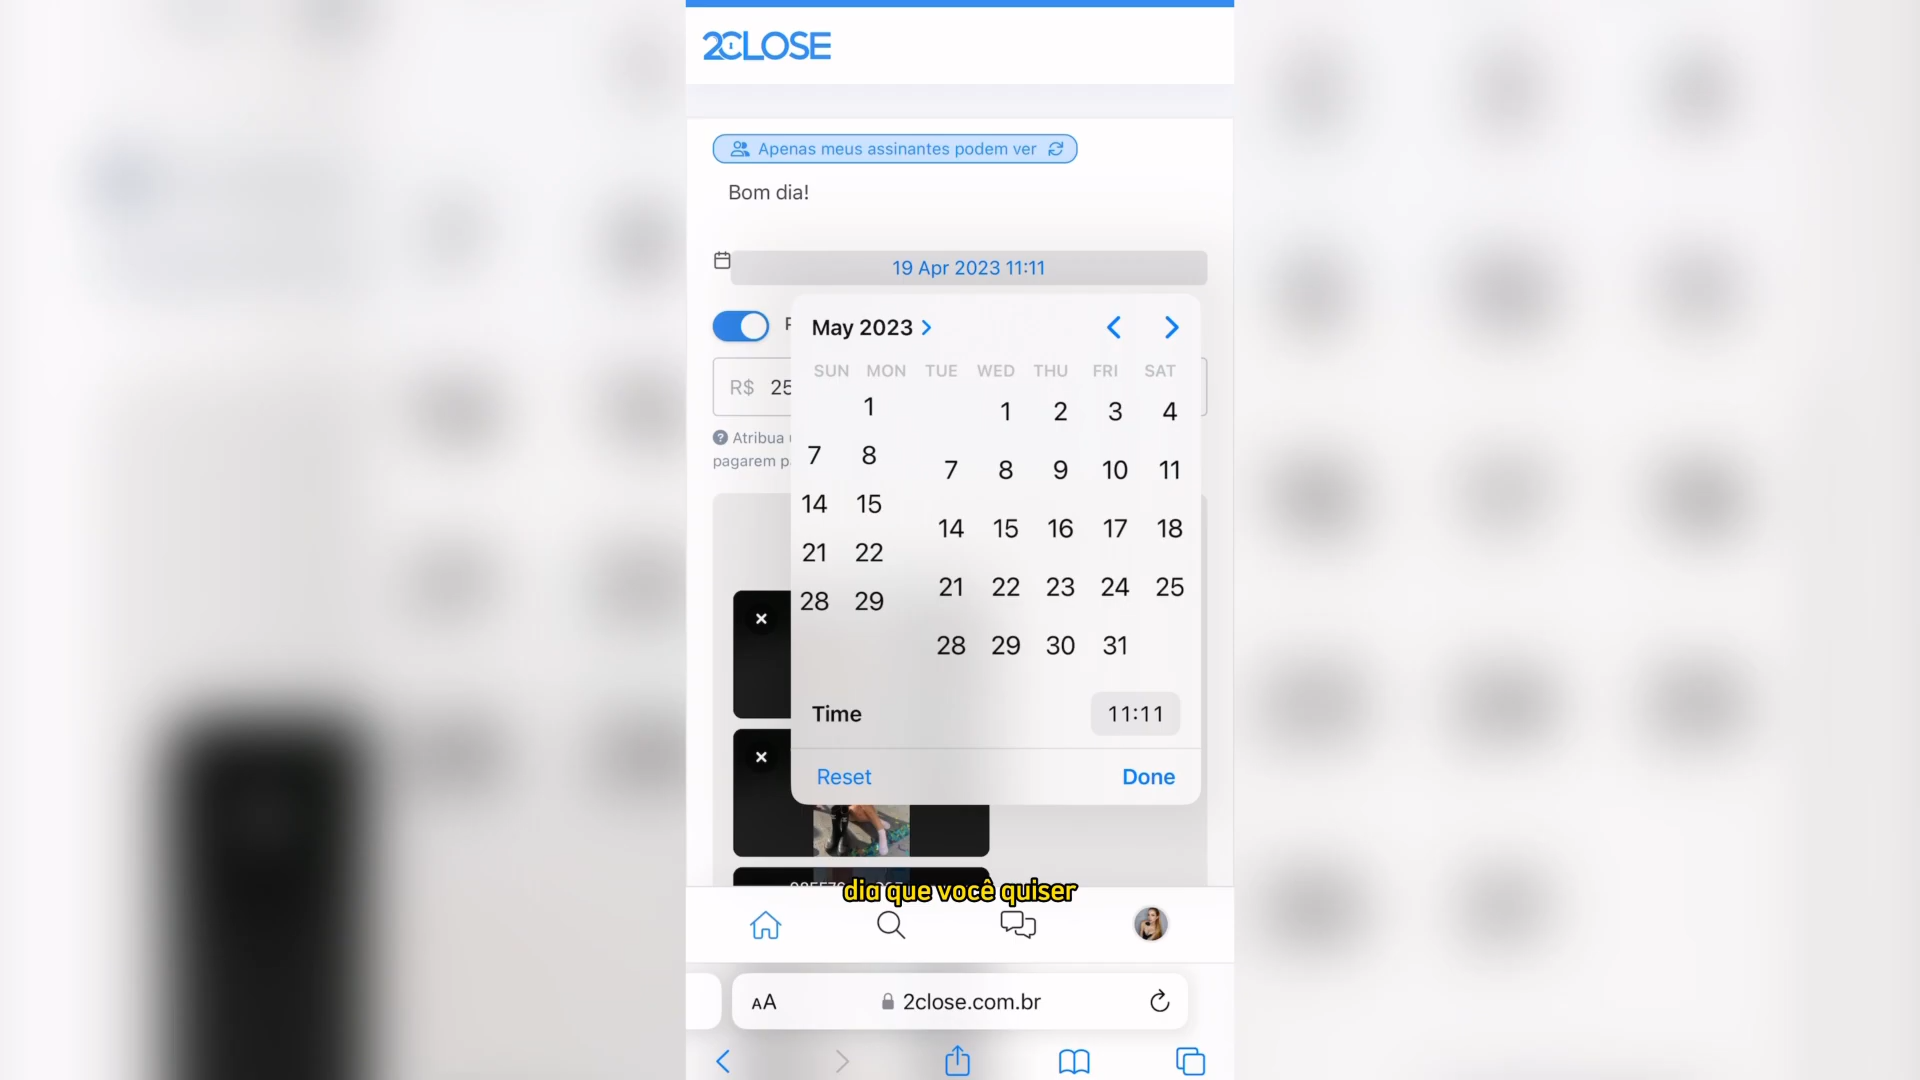 2CLOSE
Apenas meus assinantes podem ver
Bom dia!
19 Apr 2023 11:11
May 2023
SUN MON TUE WED THU FRI SAT
R$ 25
1 1 2 3 4
Atribua
pagarem p
7 8 7 8 9 10 11
14 15 14 15 16 17 18
21 22 21 22 23 24 25
28 29 28 29 30 31
Time 11:11
Reset Done
dia que você quiser
AA 2close.com.br